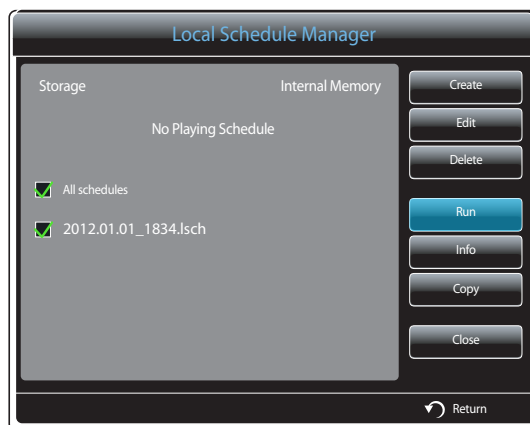 Local Schedule Manager
Storage Internal Memory
No Playing Schedule
All schedules
2012.01.01_1834.lsch
Create
Edit
Delete
Run
Info
Copy
Close
Return